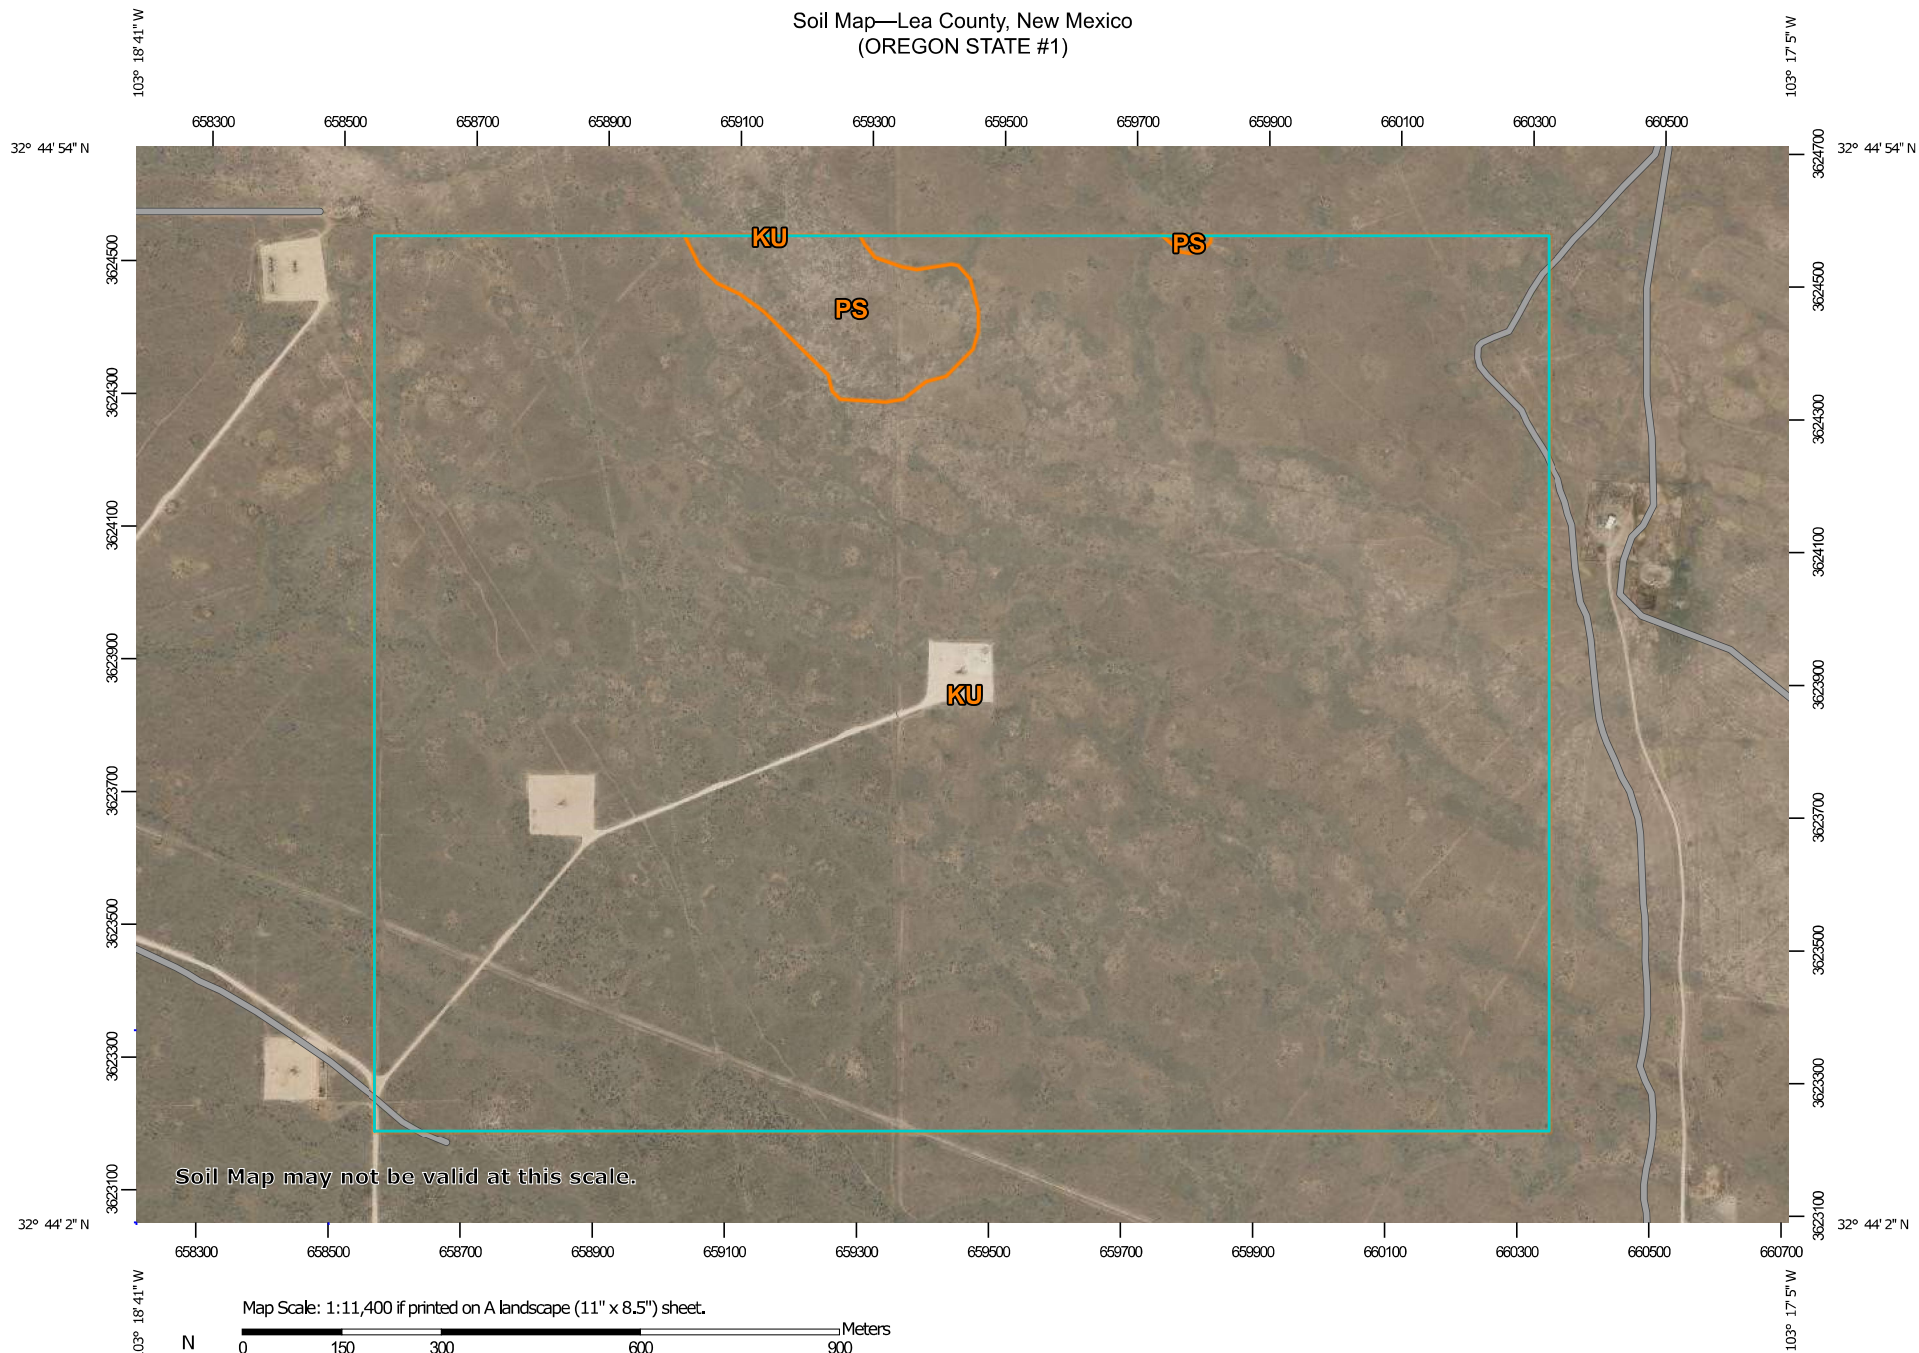 Soil Map—Lea County, New Mexico
(OREGON STATE #1)
103° 18' 41'' W
103° 17' 5'' W
658300 658500 658700 658900 659100 659300 659500 659700 659900 660100 660300 660500
32° 44' 54'' N
32° 44' 54'' N
3624700
3624500
3624500
3624300
3624300
3624100
3624100
3623900
3623900
3623700
3623700
3623500
3623500
3623300
3623300
3623100
3623100
KU
PS
PS
KU
Soil Map may not be valid at this scale.
32° 44' 2'' N
32° 44' 2'' N
658300 658500 658700 658900 659100 659300 659500 659700 659900 660100 660300 660500 660700
103° 18' 41'' W
103° 17' 5'' W
Map Scale: 1:11,400 if printed on A landscape (11" x 8.5") sheet.
Meters
N
0 150 300 600 900